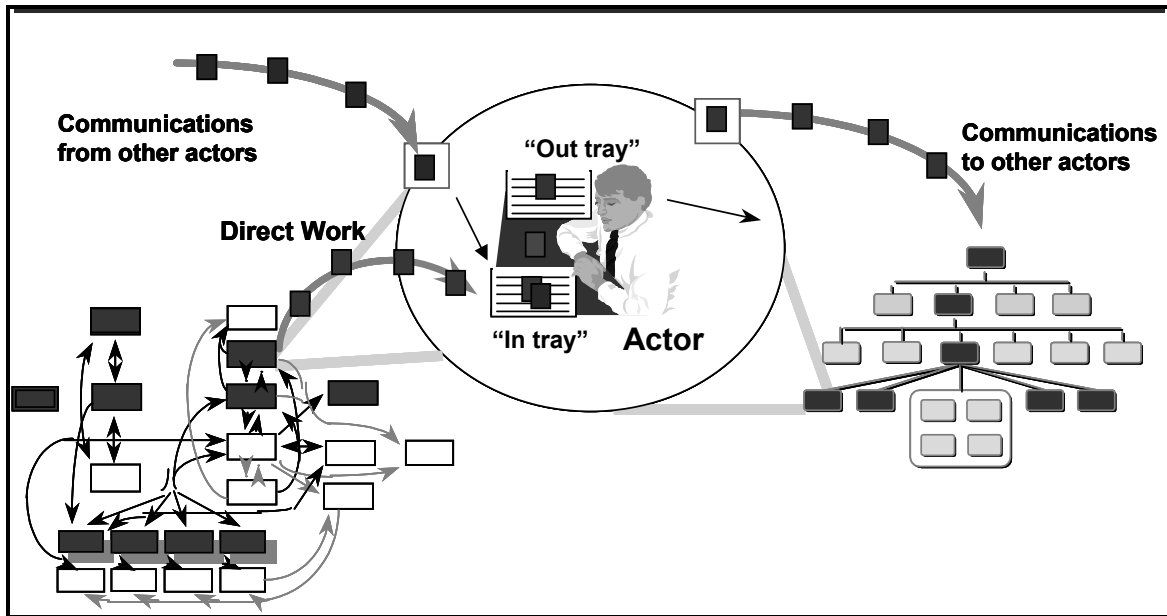 Communications
from other actors
“Out tray”
Communications
to other actors
Direct Work
“In tray”
Actor